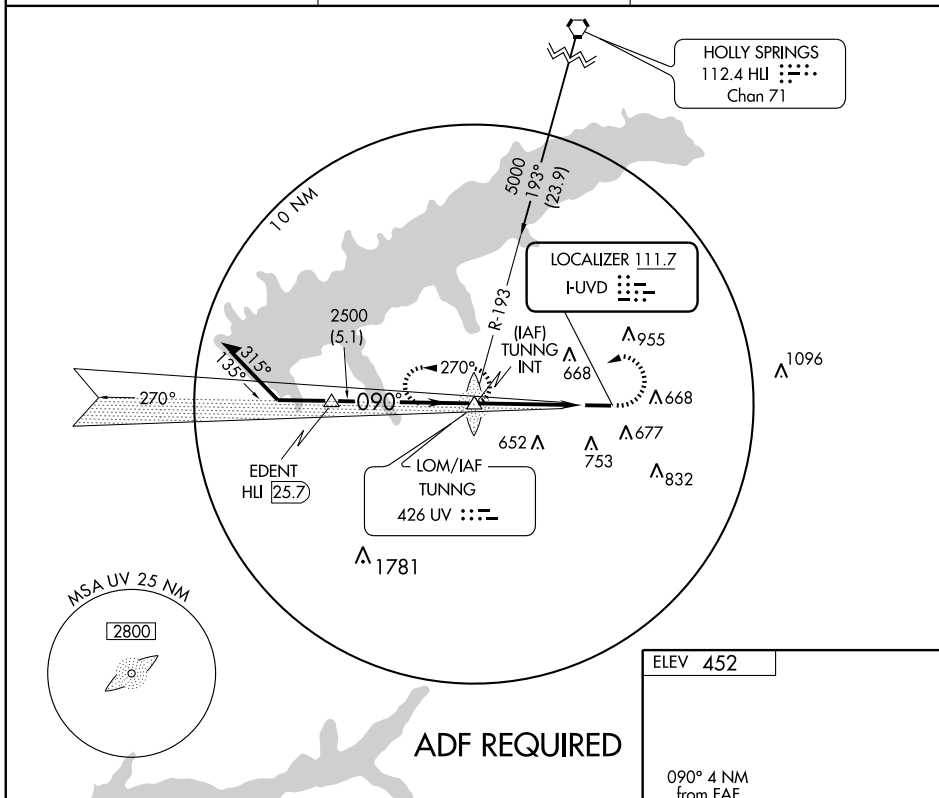 HOLLY SPRINGS
112.4 HLI
Chan 71
10 NM
5000
193°
(23.9)
R-193
LOCALIZER 111.7
I-UVD
2500
(5.1)
(IAF)
TUNNG
INT
955
668
1096
315°
135°
270°
270°
090°
668
677
652
753
832
EDENT
HLI 25.7
LOM/IAF
TUNNG
426 UV
1781
MSA UV 25 NM
2800
ELEV 452
ADF REQUIRED
090° 4 NM
from FAF